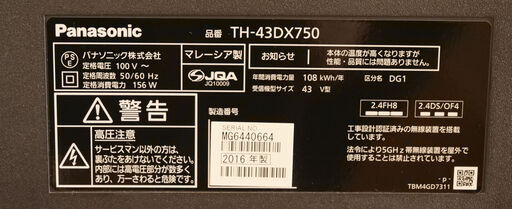 Panasonic
品番 TH-43DX750
パナソニック株式会社
定格電圧 100 V~
定格周波数 50/60 Hz
定格消費電力 156 W
マレーシア製
JQA
JQ10009
お知らせ
本体の温度が高くなりますが
性能・品質には問題ありません。
年間消費電力量 108 kWh/年 区分名 DG1
受信機型サイズ 43 V型
警告
高圧注意
サービスマン以外の方は、
裏ぶたをあけないでください。
内部には高電圧部分が数多く
あり、万一さわると危険です。
製造番号
SERIAL NO.
MG6440664
2016 年製
2.4FH8
2.4DS/OF4
工事設計認証済みの無線装置を搭載
しています。
法令により5GHz帯無線装置を屋外で
使用することは禁止されています。
- p -
TBM4GD7311